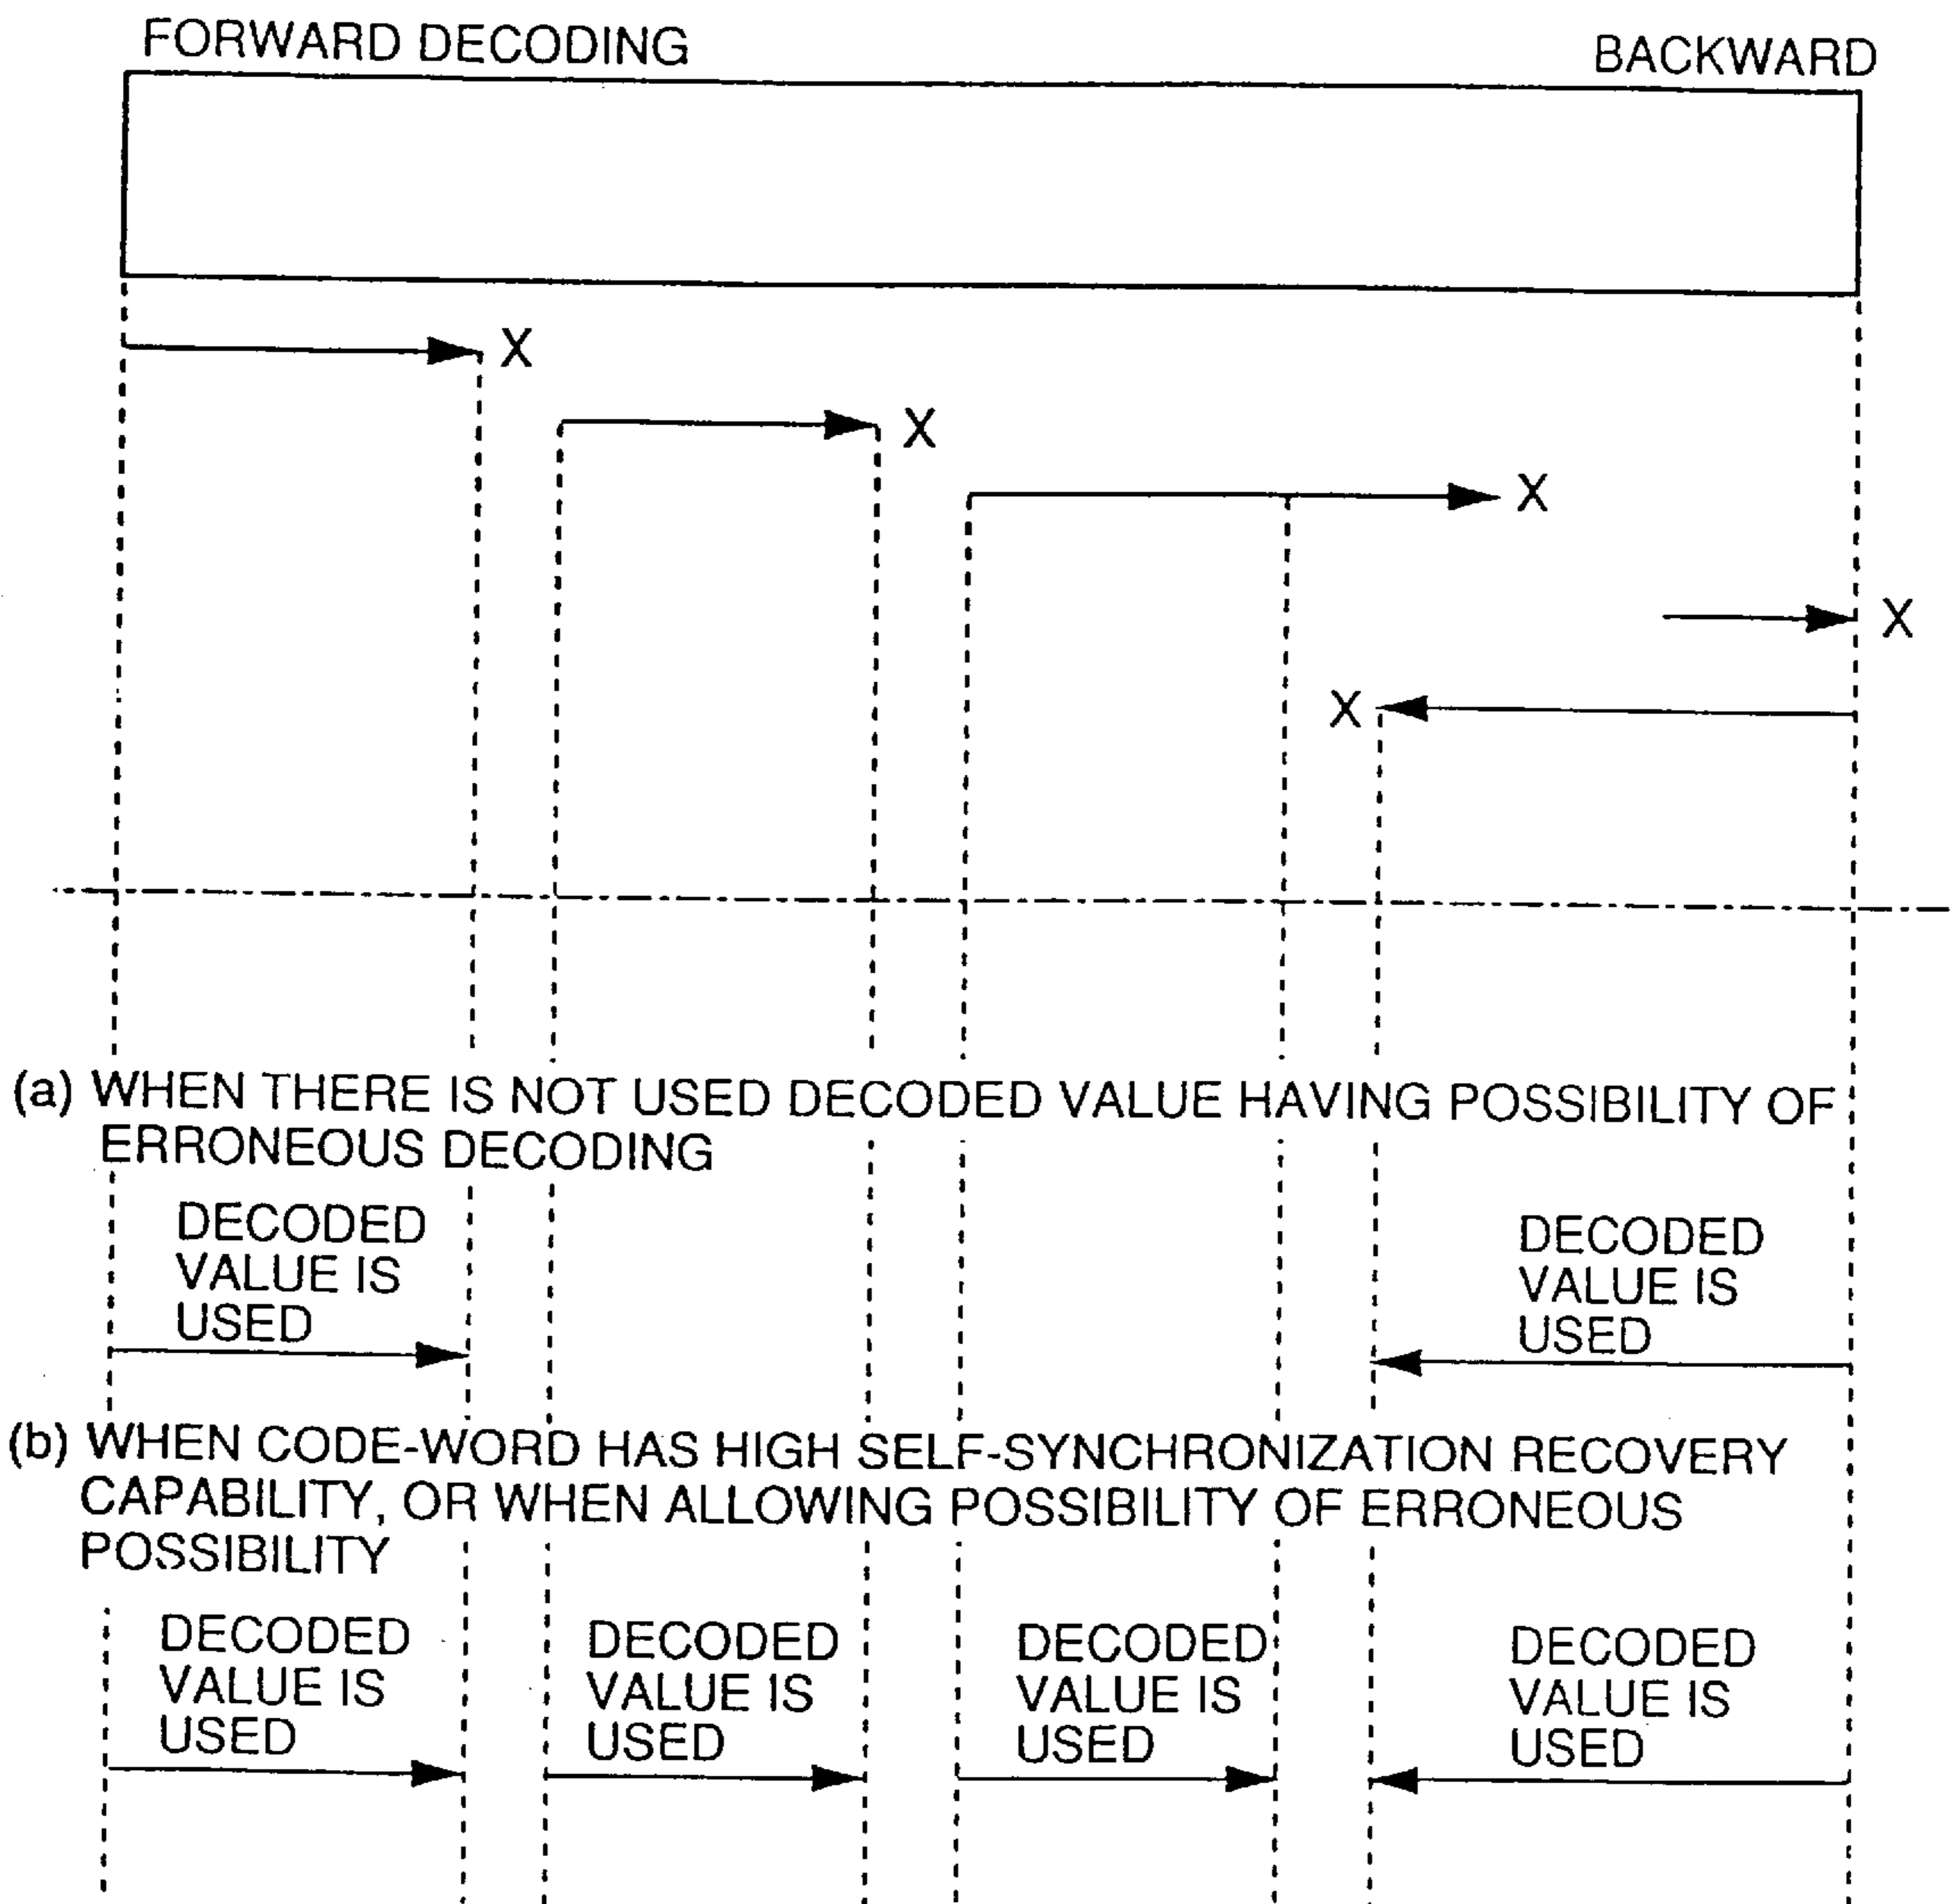 FORWARD DECODING
BACKWARD
X
X
X
X
X
(a) WHEN THERE IS NOT USED DECODED VALUE HAVING POSSIBILITY OF
ERRONEOUS DECODING
DECODED
VALUE IS
USED
DECODED
VALUE IS
USED
(b) WHEN CODE-WORD HAS HIGH SELF-SYNCHRONIZATION RECOVERY
CAPABILITY, OR WHEN ALLOWING POSSIBILITY OF ERRONEOUS
POSSIBILITY
DECODED
VALUE IS
USED
DECODED
VALUE IS
USED
DECODED
VALUE IS
USED
DECODED
VALUE IS
USED